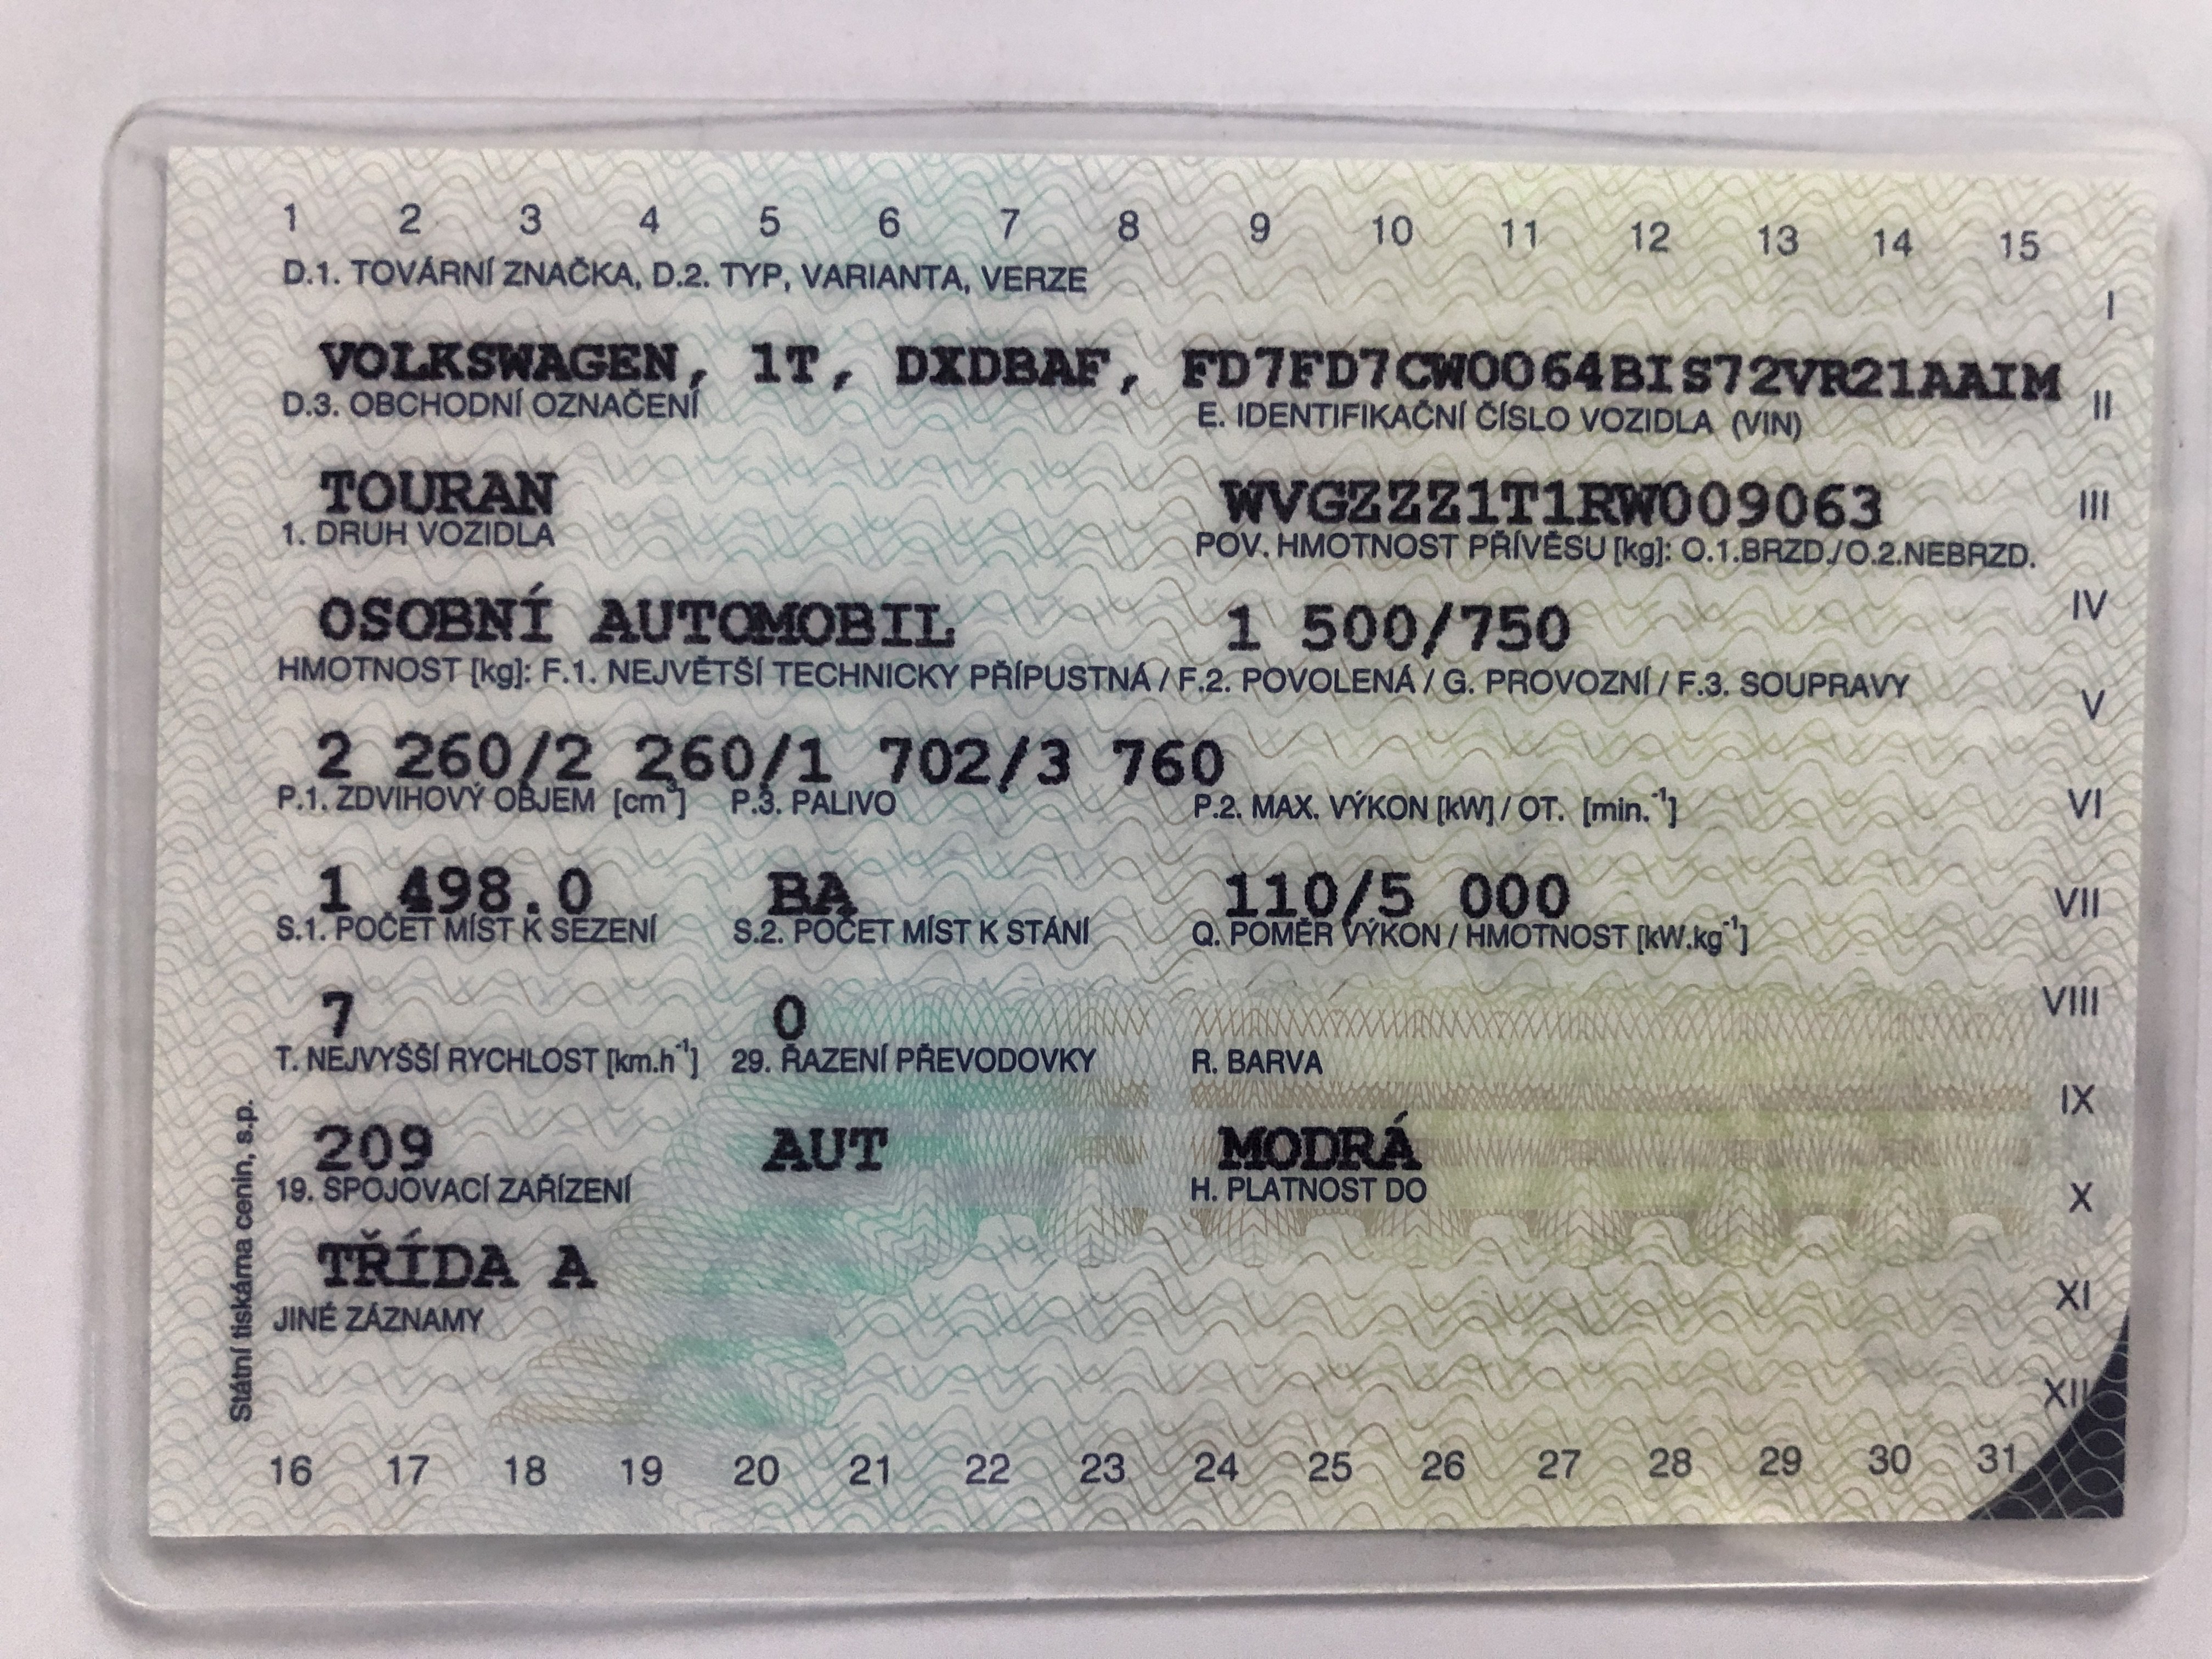 1 2 3 4 5 6 7 8 9 10 11 12 13 14 15
D.1. TOVÁRNÍ ZNAČKA, D.2. TYP, VARIANTA, VERZE
I
VOLKSWAGEN, 1T, DXDBAF, FD7FD7CW0064BIS72VR21AAIM
D.3. OBCHODNÍ OZNAČENÍ E. IDENTIFIKAČNÍ ČÍSLO VOZIDLA (VIN) II
TOURAN WVGZZZ1T1RW009063 III
1. DRUH VOZIDLA POV. HMOTNOST PŘÍVĚSU [kg]: O.1.BRZD./O.2.NEBRZD.
OSOBNÍ AUTOMOBIL 1 500/750 IV
HMOTNOST [kg]: F.1. NEJVĚTŠÍ TECHNICKY PŘÍPUSTNÁ / F.2. POVOLENÁ / G. PROVOZNÍ / F.3. SOUPRAVY V
2 260/2 260/1 702/3 760
P.1. ZDVIHOVÝ OBJEM [cm³] P.3. PALIVO P.2. MAX. VÝKON [kW] / OT. [min.⁻¹] VI
1 498.0 BA 110/5 000 VII
S.1. POČET MÍST K SEZENÍ S.2. POČET MÍST K STÁNÍ Q. POMĚR VÝKON / HMOTNOST [kW.kg⁻¹]
7 0 VIII
T. NEJVYŠŠÍ RYCHLOST [km.h⁻¹] 29. ŘAZENÍ PŘEVODOVKY R. BARVA
IX
209 AUT MODRÁ
19. SPOJOVACÍ ZAŘÍZENÍ H. PLATNOST DO X
TŘÍDA A
XI
JINÉ ZÁZNAMY
XII
16 17 18 19 20 21 22 23 24 25 26 27 28 29 30 31
Státní tiskárna cenin, s.p.